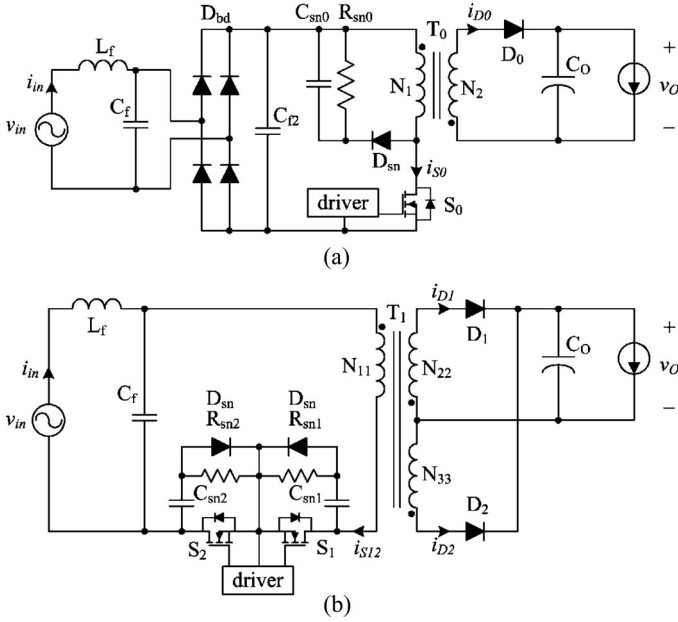 D_bd C_sn0 R_sn0 T_0 i_D0
L_f D_0
i_in C_f C_f2 N_1 N_2 C_O +
v_in v_O
D_sn −
i_S0
driver S_0
(a)
L_f T_1 i_D1
D_1 +
i_in N_11 N_22 C_O v_O
v_in C_f D_sn D_sn −
R_sn2 R_sn1
C_sn2 C_sn1 N_33 D_2
S_2 S_1 i_S12 i_D2
driver
(b)